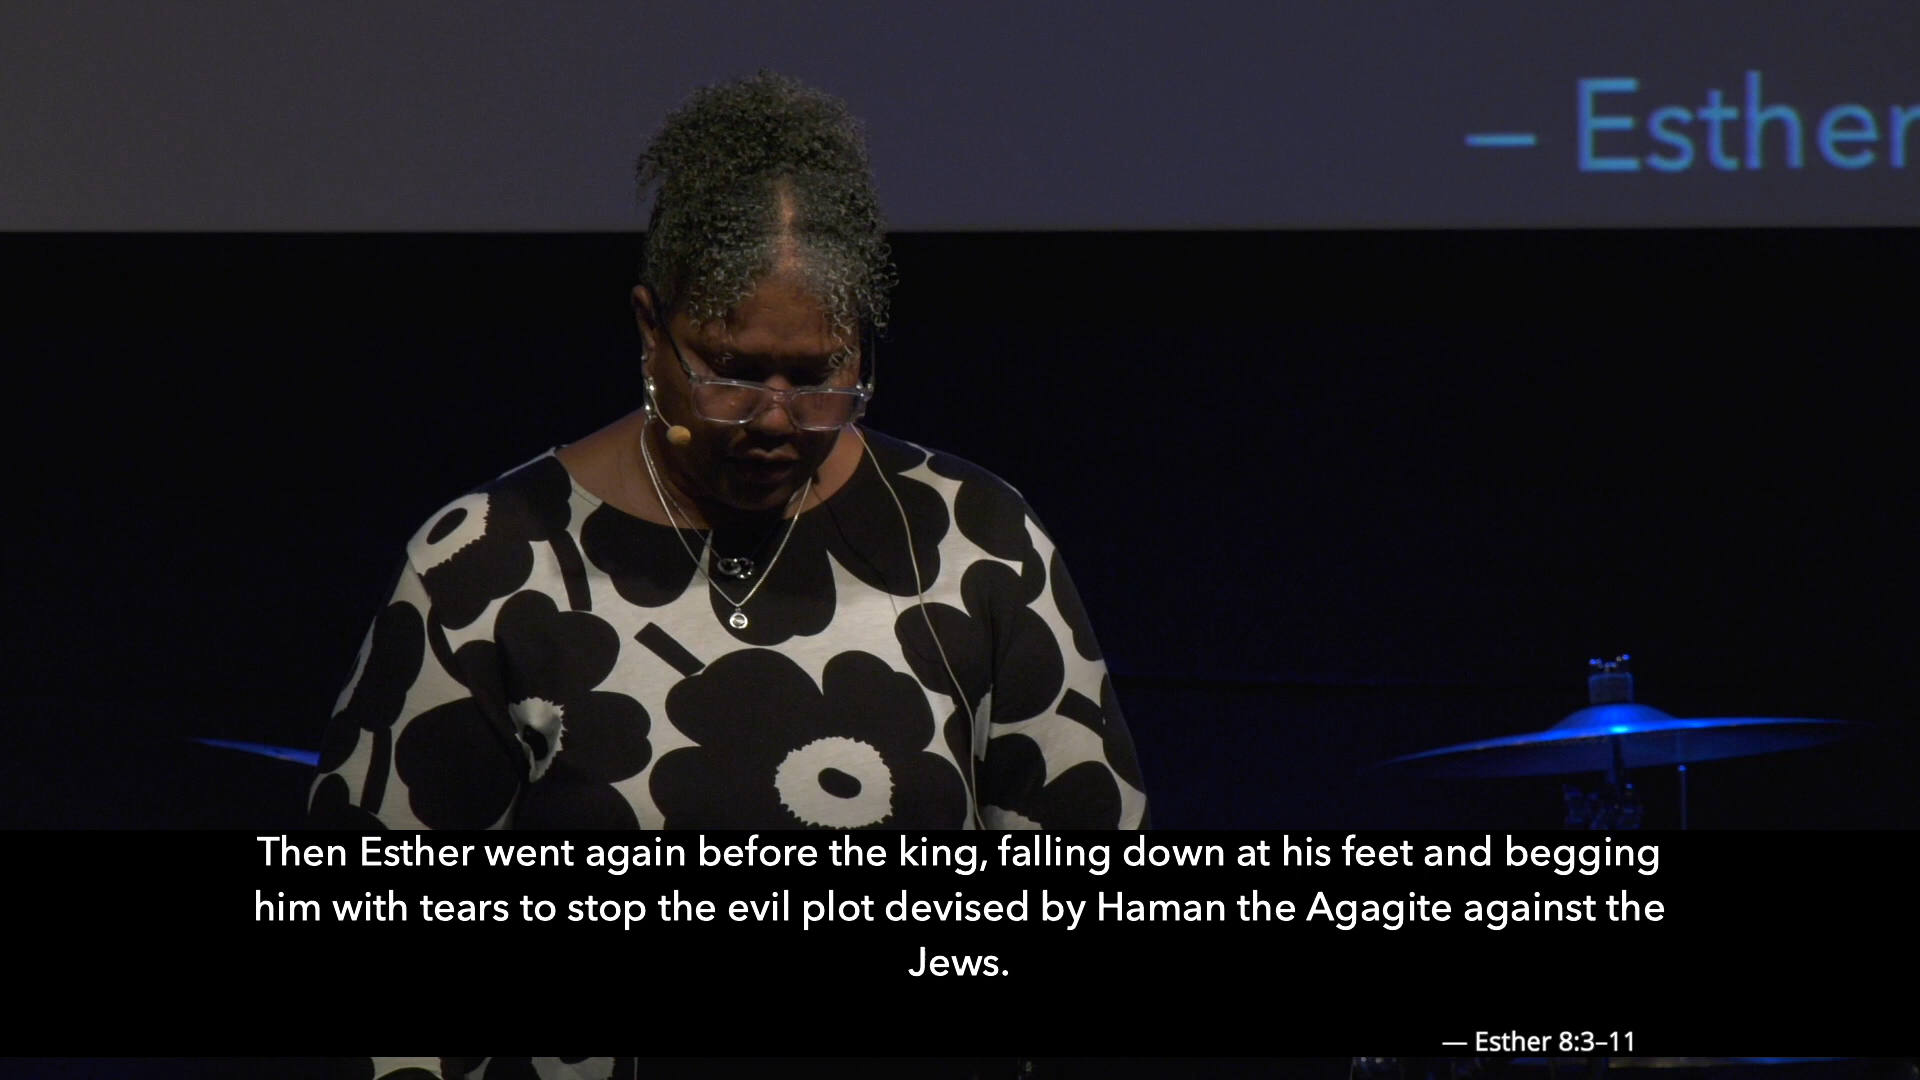 — Esther
Then Esther went again before the king, falling down at his feet and begging
him with tears to stop the evil plot devised by Haman the Agagite against the
Jews.
— Esther 8:3–11